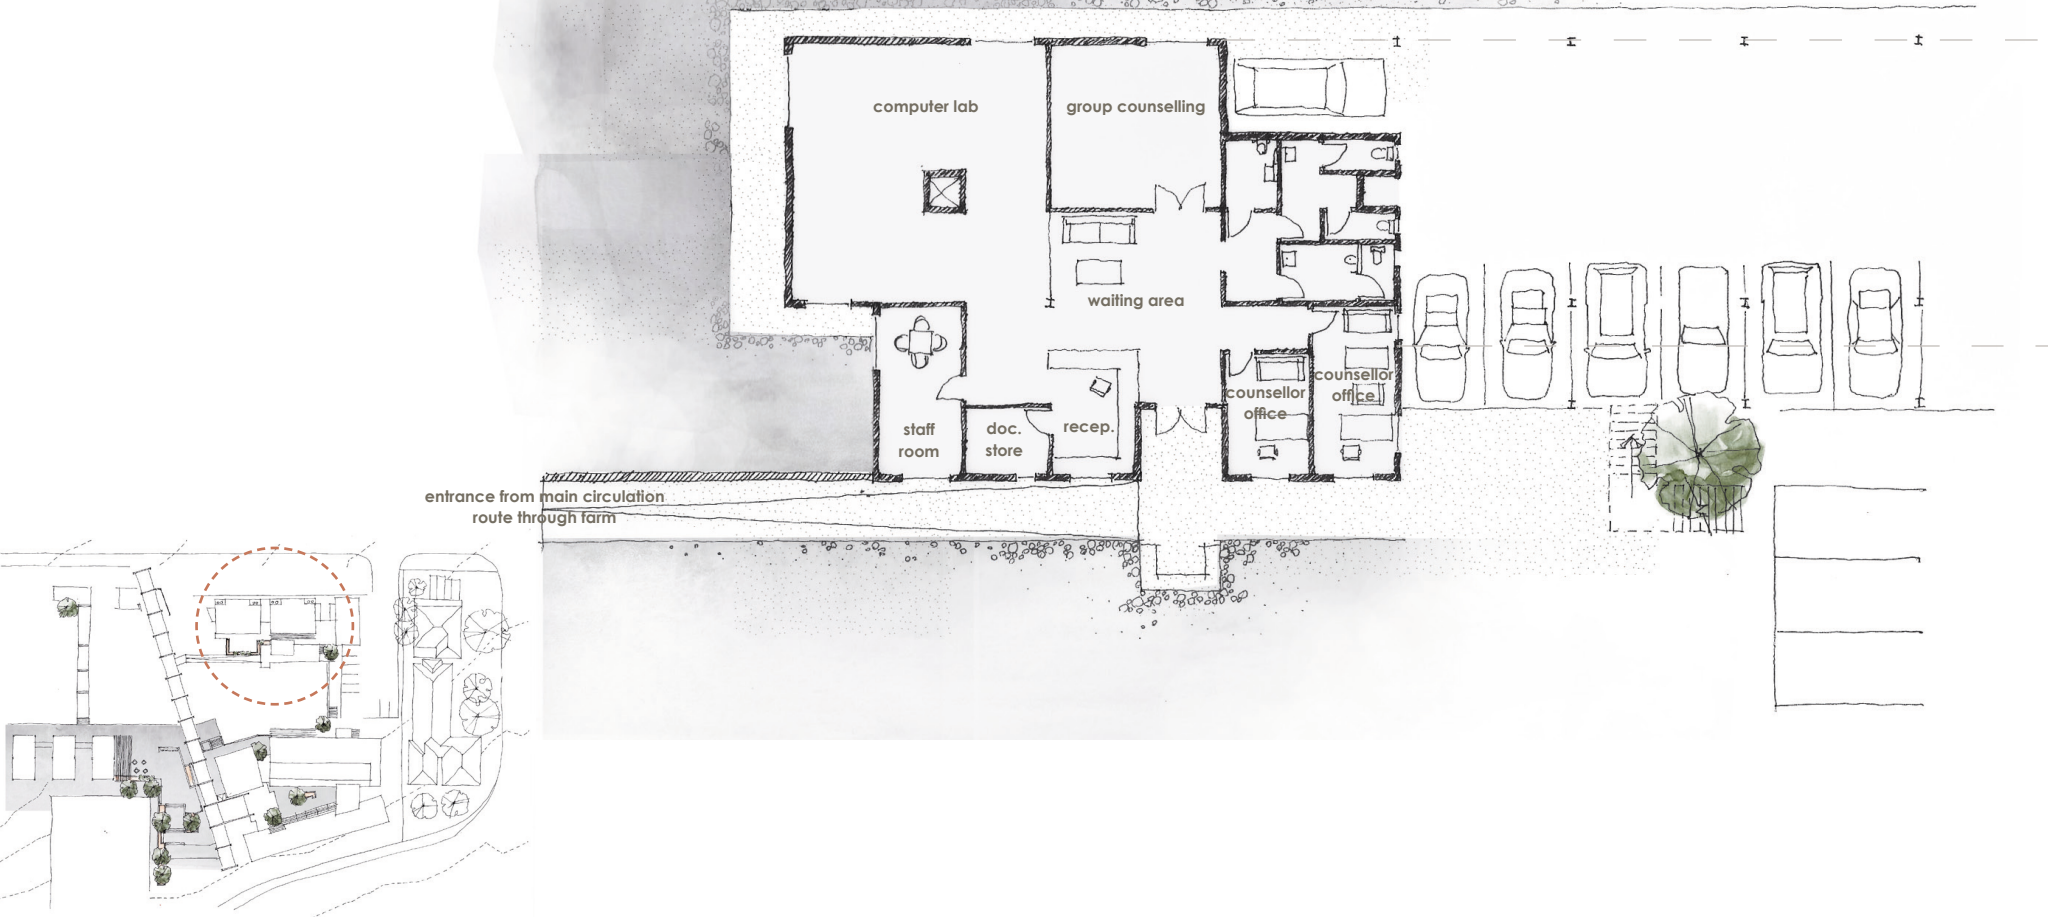 computer lab
group counselling
waiting area
counsellor
office
counsellor
office
staff
room
doc.
store
recep.
entrance from main circulation
route through farm